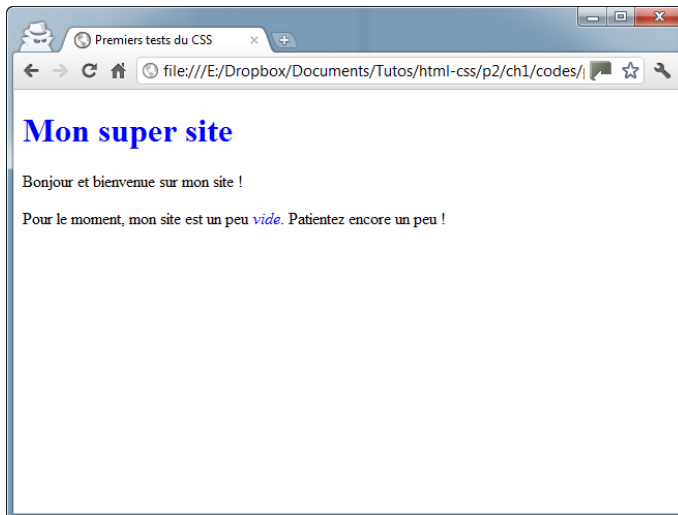 Premiers tests du CSS
file:///E:/Dropbox/Documents/Tutos/html-css/p2/ch1/codes/
Mon super site
Bonjour et bienvenue sur mon site !
Pour le moment, mon site est un peu vide. Patientez encore un peu !